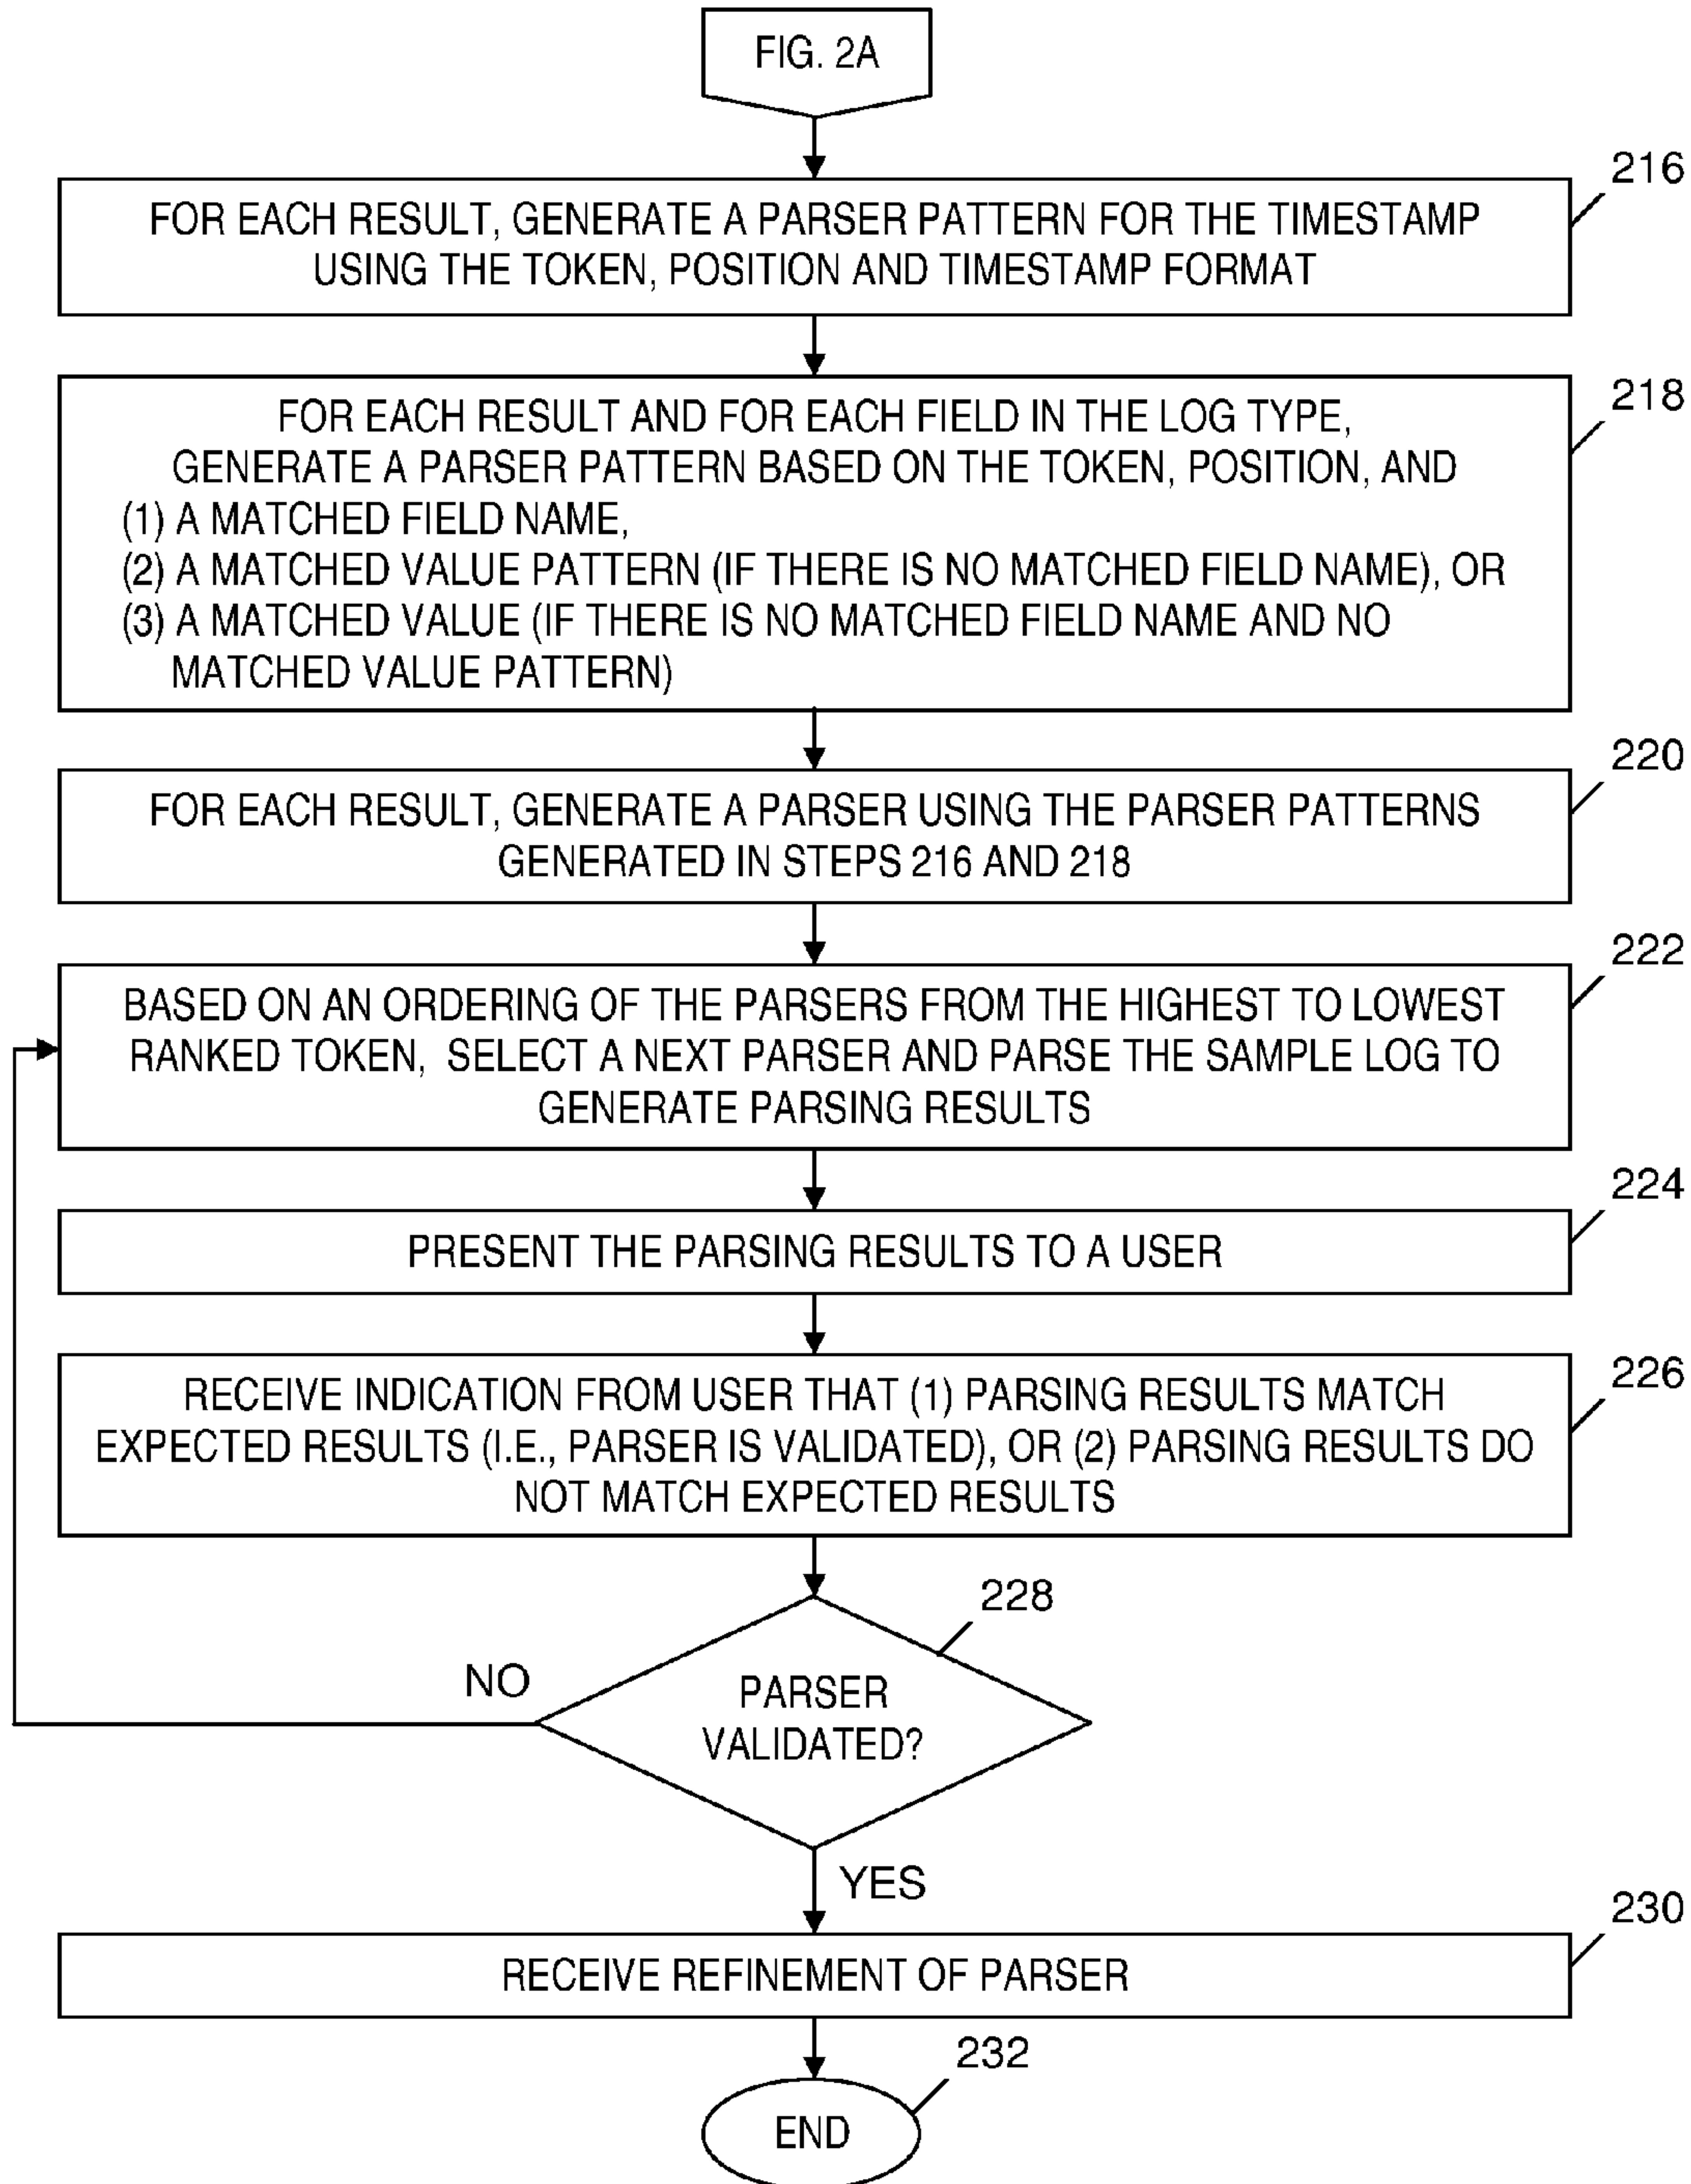 FIG. 2A
216
FOR EACH RESULT, GENERATE A PARSER PATTERN FOR THE TIMESTAMP
USING THE TOKEN, POSITION AND TIMESTAMP FORMAT
218
FOR EACH RESULT AND FOR EACH FIELD IN THE LOG TYPE,
GENERATE A PARSER PATTERN BASED ON THE TOKEN, POSITION, AND
(1) A MATCHED FIELD NAME,
(2) A MATCHED VALUE PATTERN (IF THERE IS NO MATCHED FIELD NAME), OR
(3) A MATCHED VALUE (IF THERE IS NO MATCHED FIELD NAME AND NO
MATCHED VALUE PATTERN)
220
FOR EACH RESULT, GENERATE A PARSER USING THE PARSER PATTERNS
GENERATED IN STEPS 216 AND 218
222
BASED ON AN ORDERING OF THE PARSERS FROM THE HIGHEST TO LOWEST
RANKED TOKEN, SELECT A NEXT PARSER AND PARSE THE SAMPLE LOG TO
GENERATE PARSING RESULTS
224
PRESENT THE PARSING RESULTS TO A USER
226
RECEIVE INDICATION FROM USER THAT (1) PARSING RESULTS MATCH
EXPECTED RESULTS (I.E., PARSER IS VALIDATED), OR (2) PARSING RESULTS DO
NOT MATCH EXPECTED RESULTS
228
NO
PARSER
VALIDATED?
YES
230
RECEIVE REFINEMENT OF PARSER
232
END